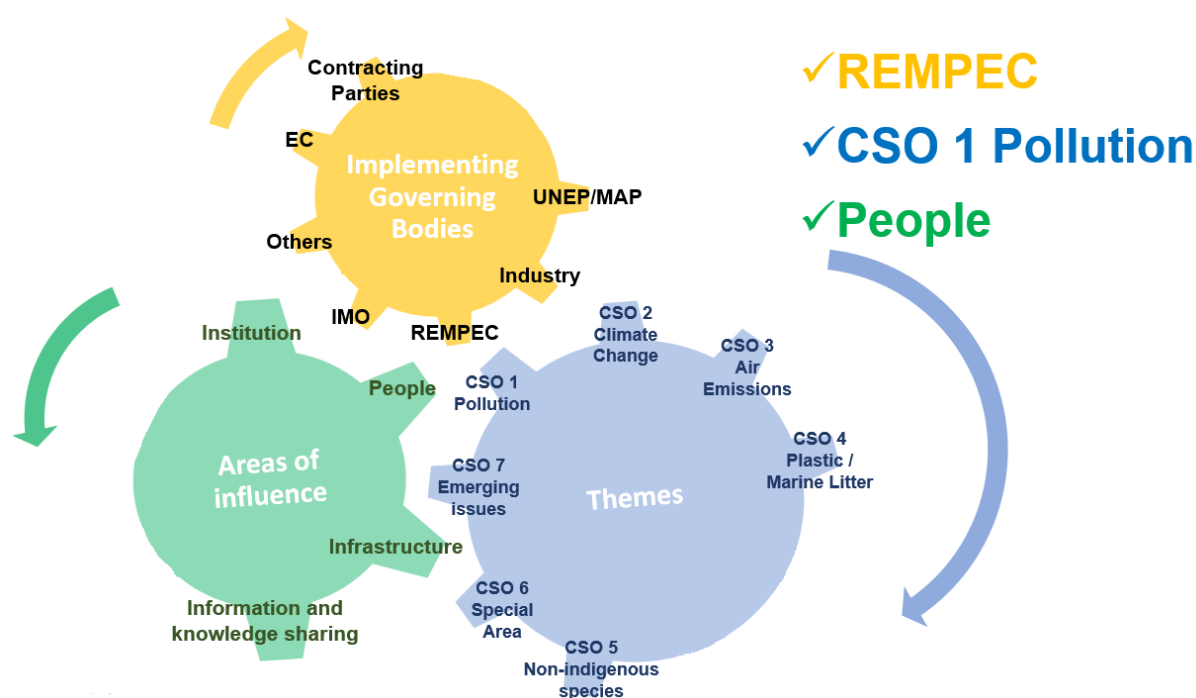 Contracting
Parties
EC
Implementing
Governing
Bodies
UNEP/MAP
Others
Industry
IMO
REMPEC
✓REMPEC
✓CSO 1 Pollution
✓People
Institution
People
Areas of
influence
Infrastructure
Information and
knowledge sharing
CSO 2
Climate
Change
CSO 3
Air
Emissions
CSO 1
Pollution
CSO 4
Plastic /
Marine Litter
CSO 7
Emerging
issues
Themes
CSO 6
Special
Area
CSO 5
Non-indigenous
species